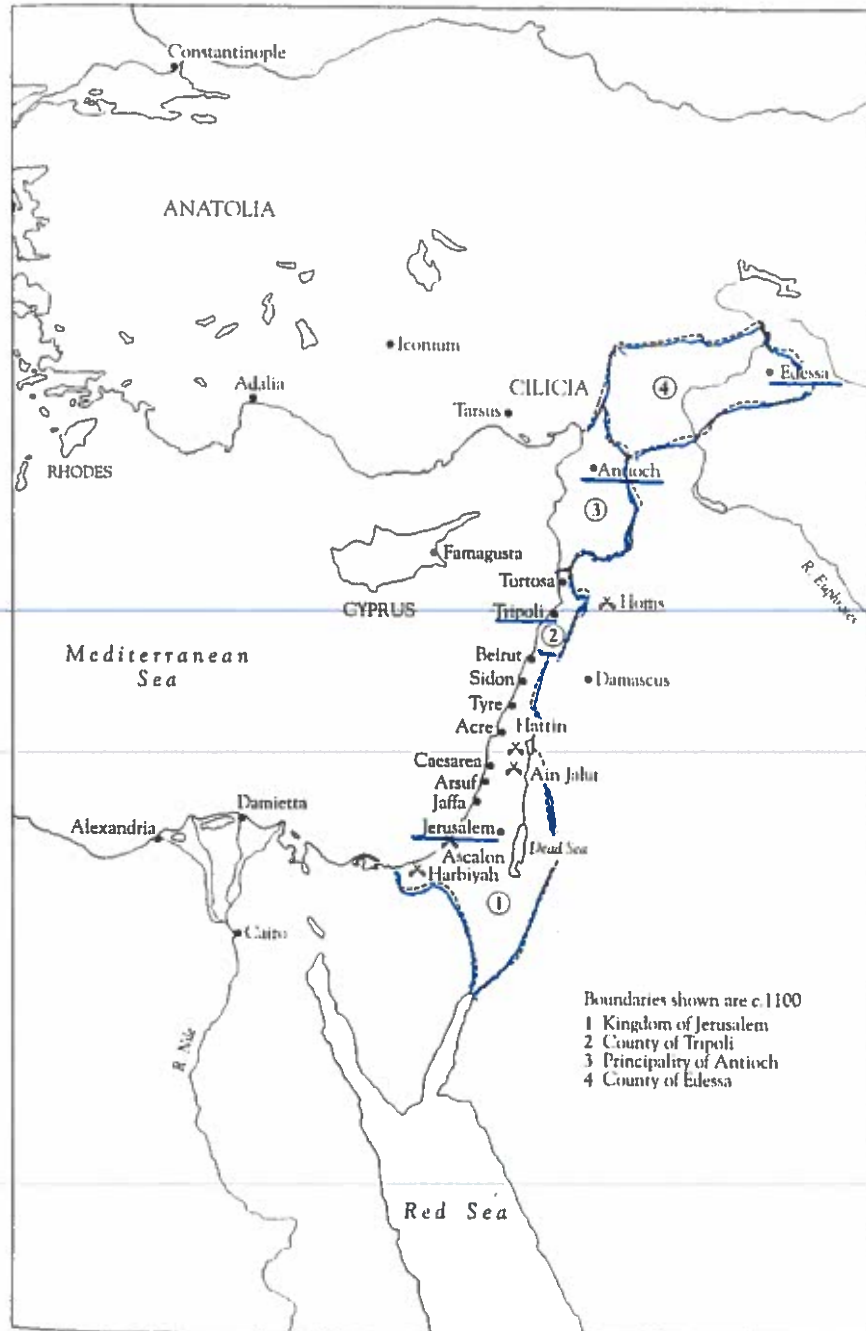 Constantinople
ANATOLIA
Iconium
CILICIA
④
Edessa
Adalia
Tarsus
RHODES
Antioch
③
Famagusta
Tortosa
R. Euphrates
CYPRUS
Tripoli
Homs
②
Mediterranean
Sea
Beirut
Sidon
Damascus
Tyre
Acre
Hattin
Caesarea
Ain Jalut
Arsuf
Jaffa
Damietta
Alexandria
Jerusalem
Dead Sea
Ascalon
Harbiyah
①
Cairo
R. Nile
Boundaries shown are c.1100
1 Kingdom of Jerusalem
2 County of Tripoli
3 Principality of Antioch
4 County of Edessa
Red Sea